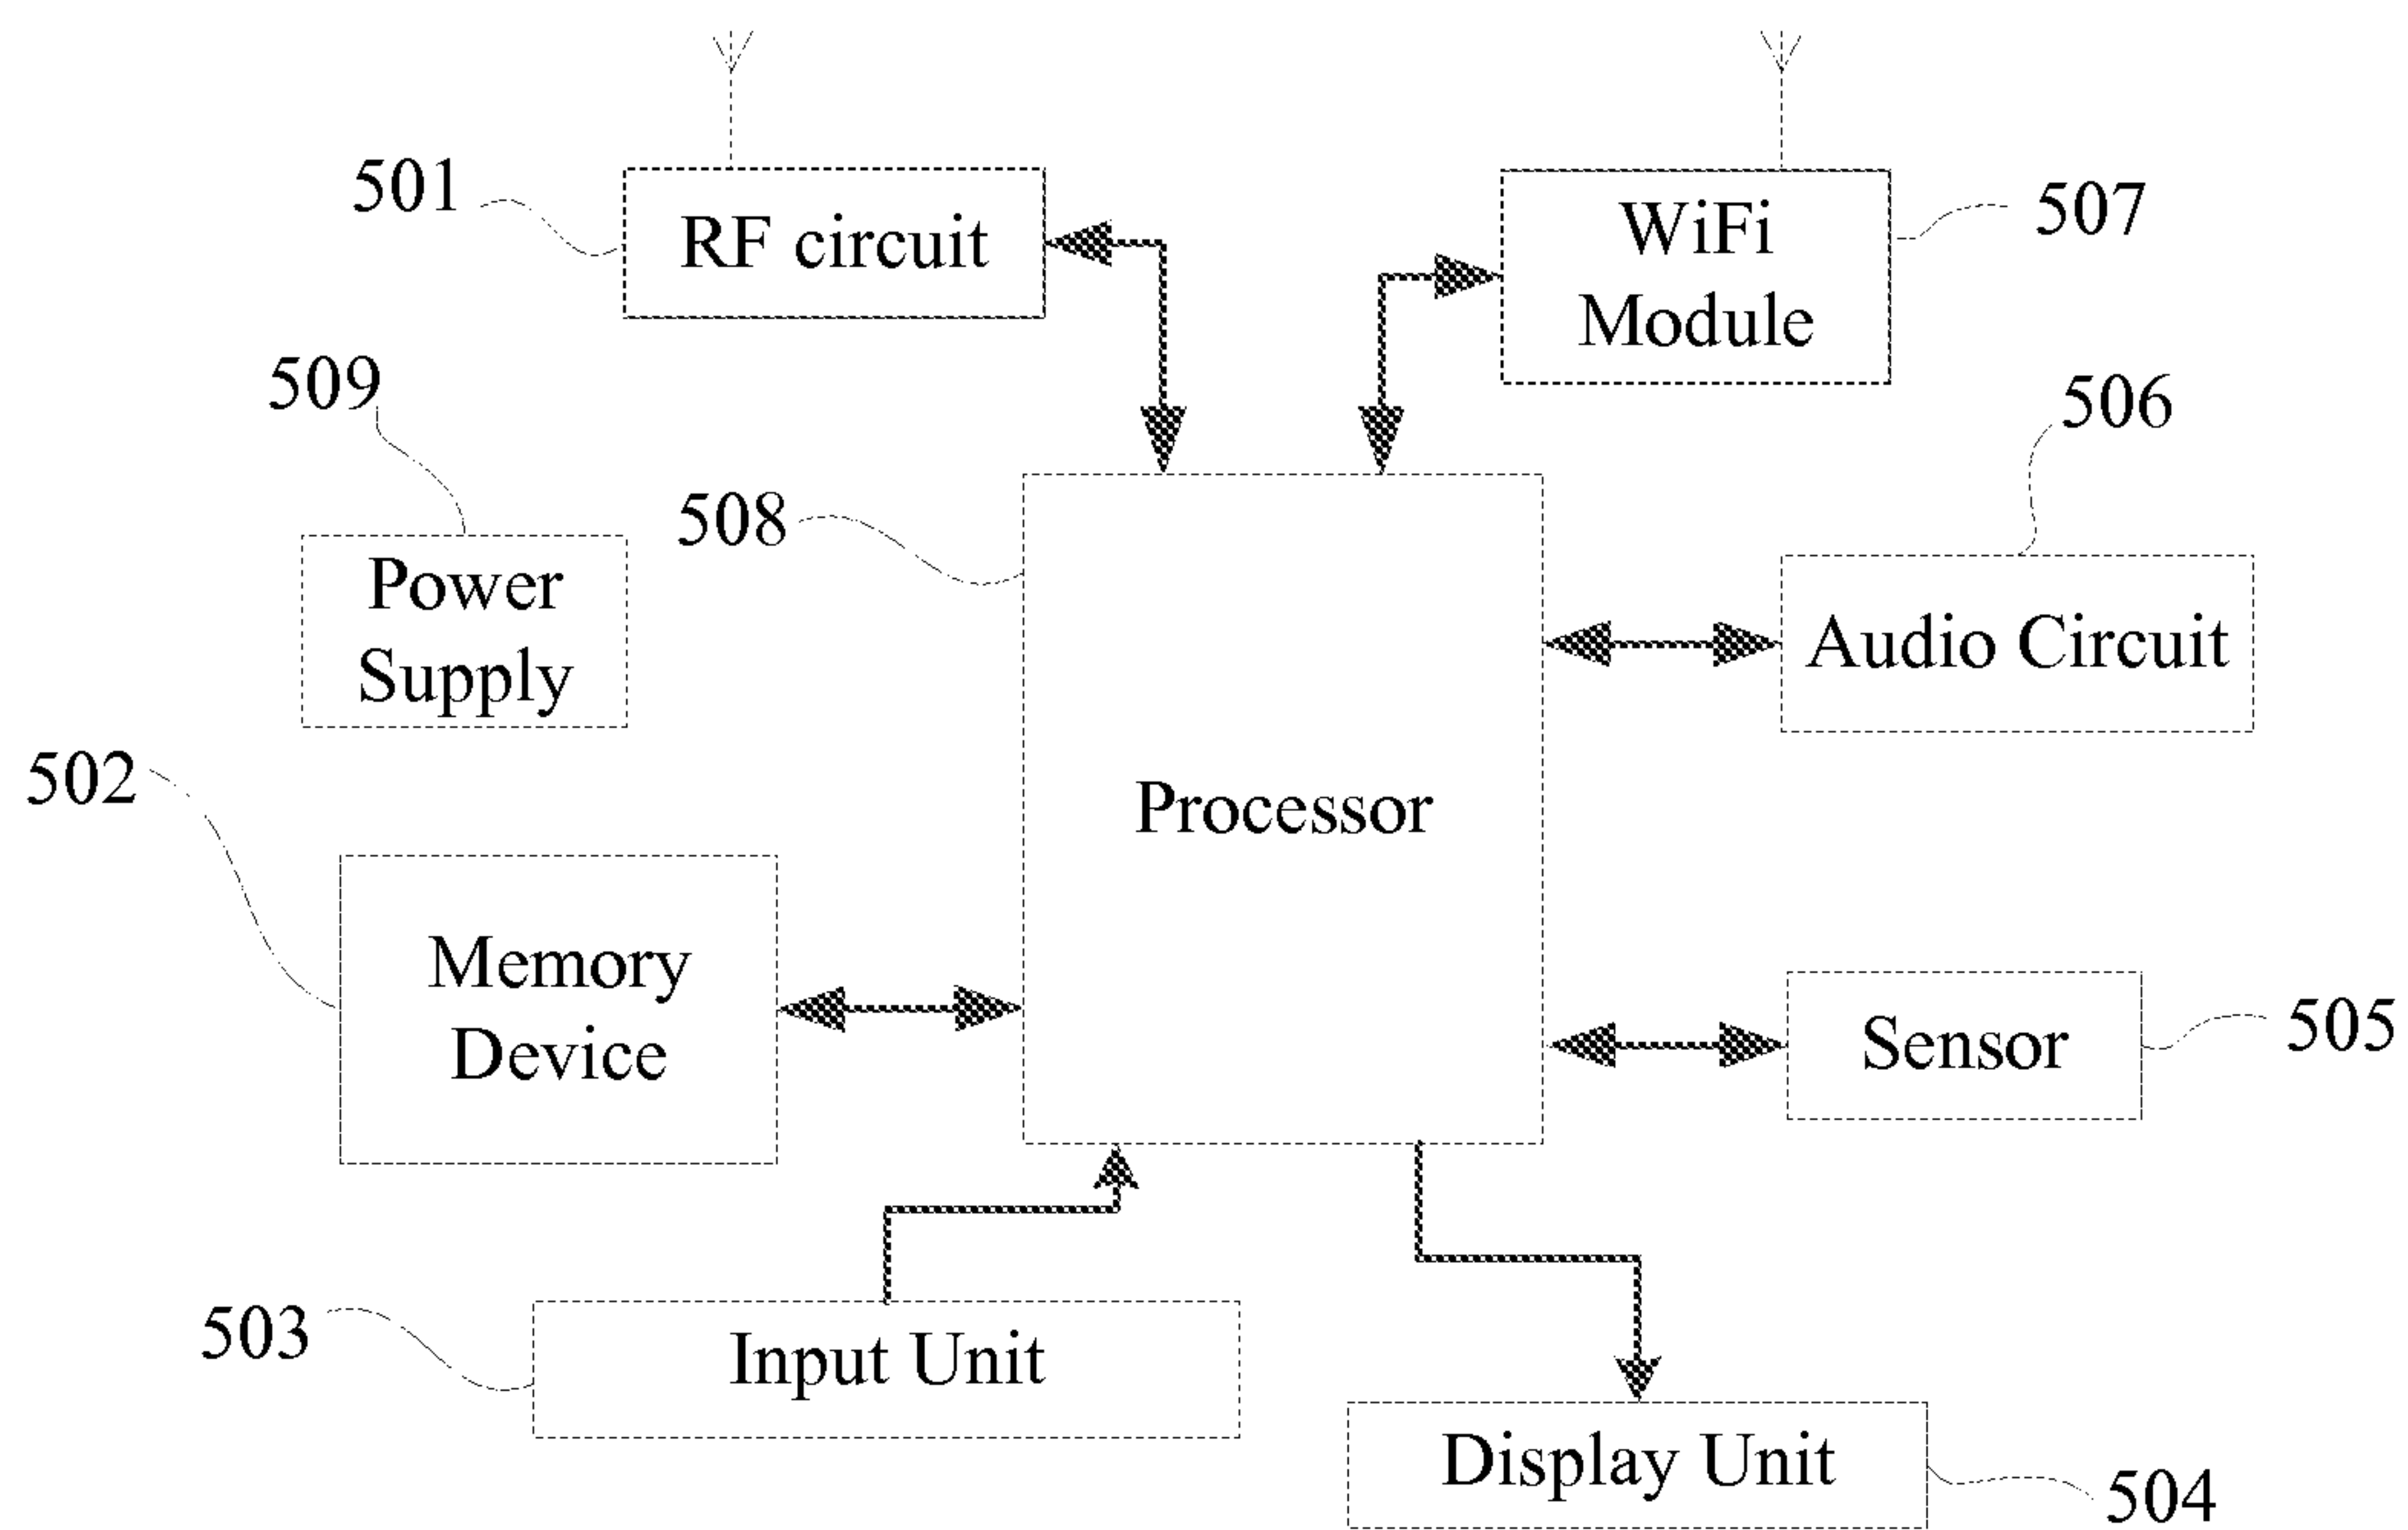 501
RF circuit
WiFi
Module
507
509
506
508
Power
Supply
Audio Circuit
502
Processor
Memory
Device
Sensor
505
503
Input Unit
Display Unit
504